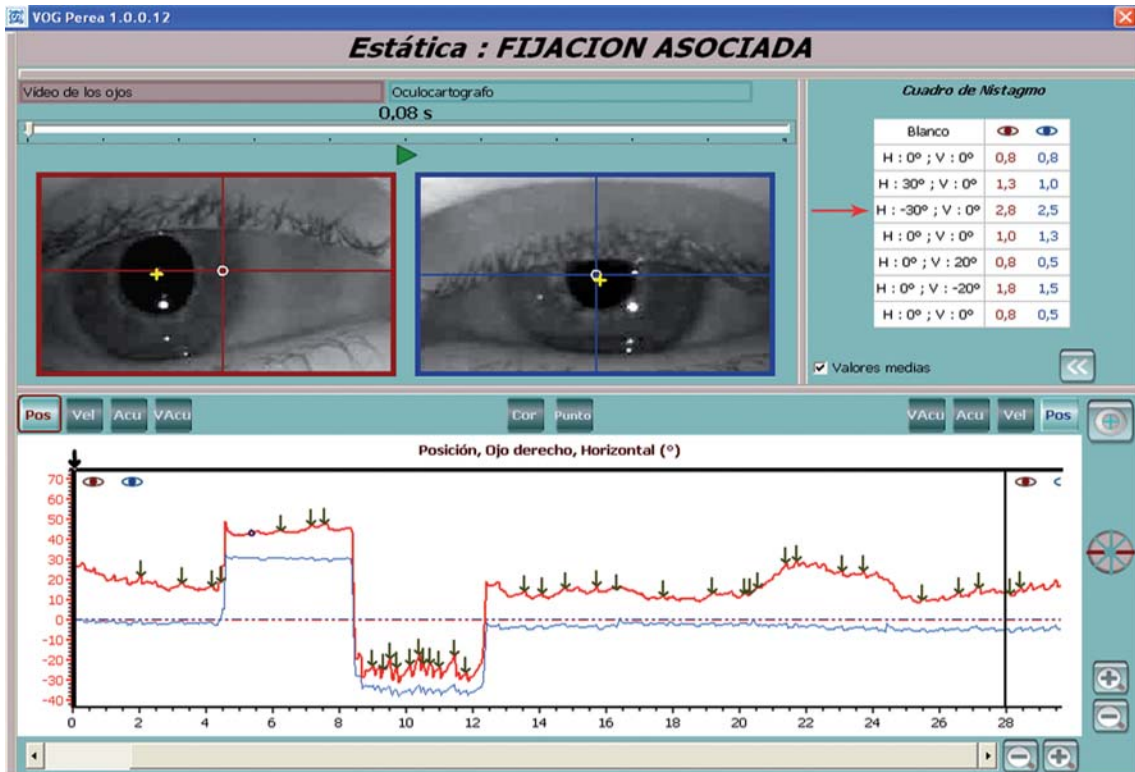 VOG Perea 1.0.0.12
Estática : FIJACION ASOCIADA
Vídeo de los ojos
Oculocartografo
0,08 s
Cuadro de Nistagmo
Blanco
H : 0º ; V : 0º 0,8 0,8
H : 30º ; V : 0º 1,3 1,0
H : -30º ; V : 0º 2,8 2,5
H : 0º ; V : 0º 1,0 1,3
H : 0º ; V : 20º 0,8 0,5
H : 0º ; V : -20º 1,8 1,5
H : 0º ; V : 0º 0,8 0,5
Valores medias
Pos Vel Acu VAcu Cor Punto VAcu Acu Vel Pos
Posición, Ojo derecho, Horizontal (º)
70
60
50
40
30
20
10
0
-10
-20
-30
-40
0 2 4 6 8 10 12 14 16 18 20 22 24 26 28